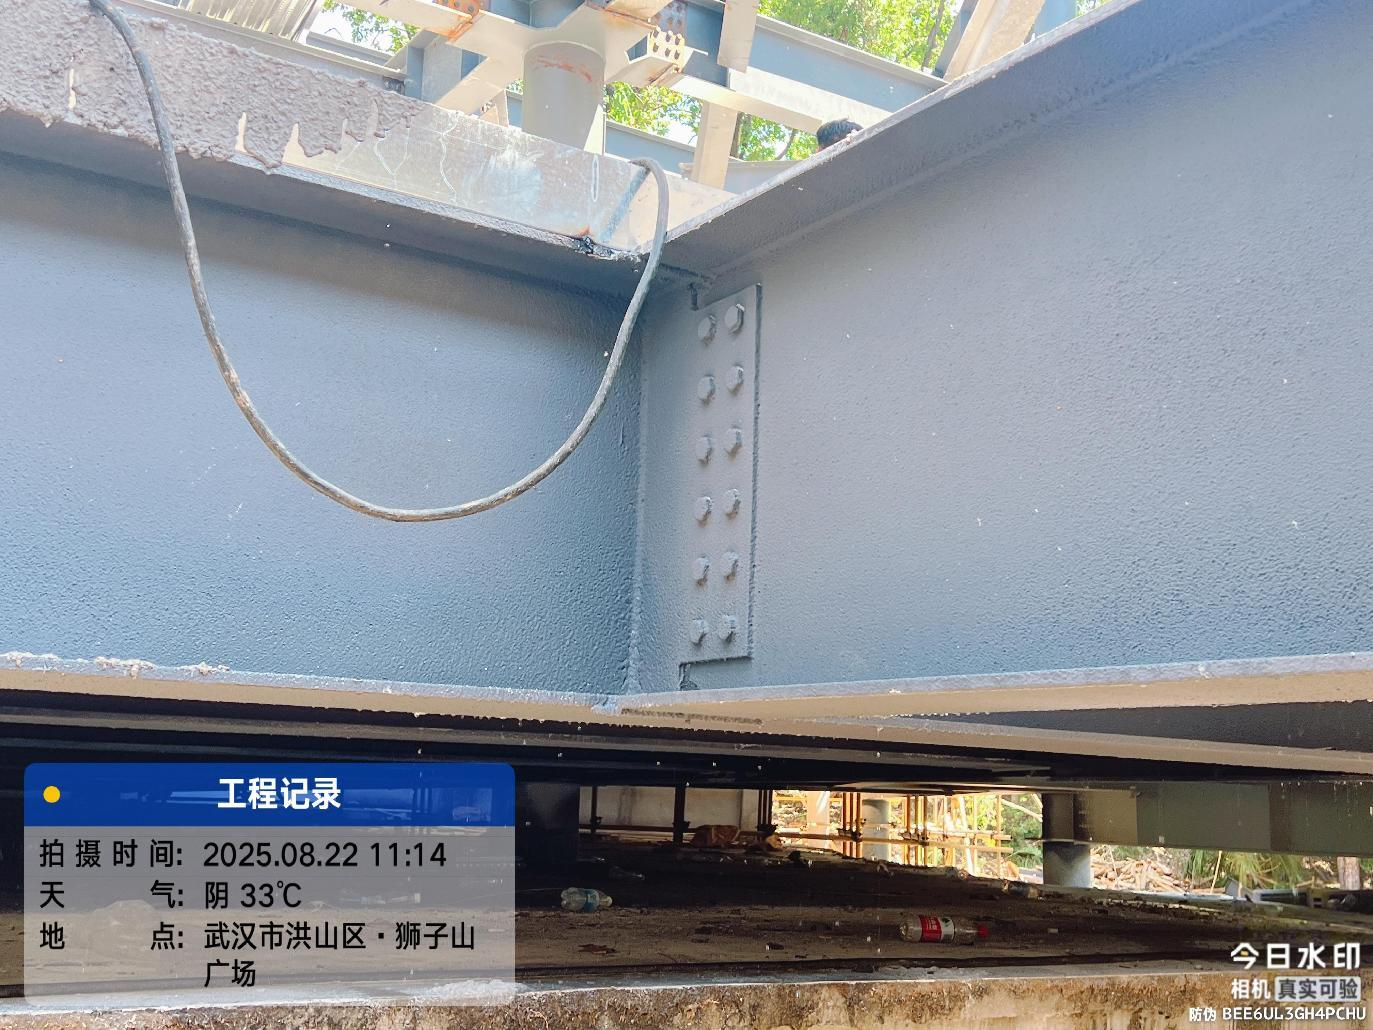 工程记录
拍摄时间: 2025.08.22 11:14
天气: 阴 33℃
地点: 武汉市洪山区·狮子山
广场
今日水印
相机 真实可验
防伪 BEE6UL3GH4PCHU